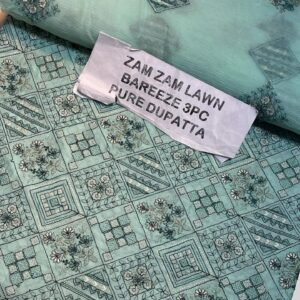 ZAM ZAM LAWN
BAREEZE 3PC
PURE DUPATTA